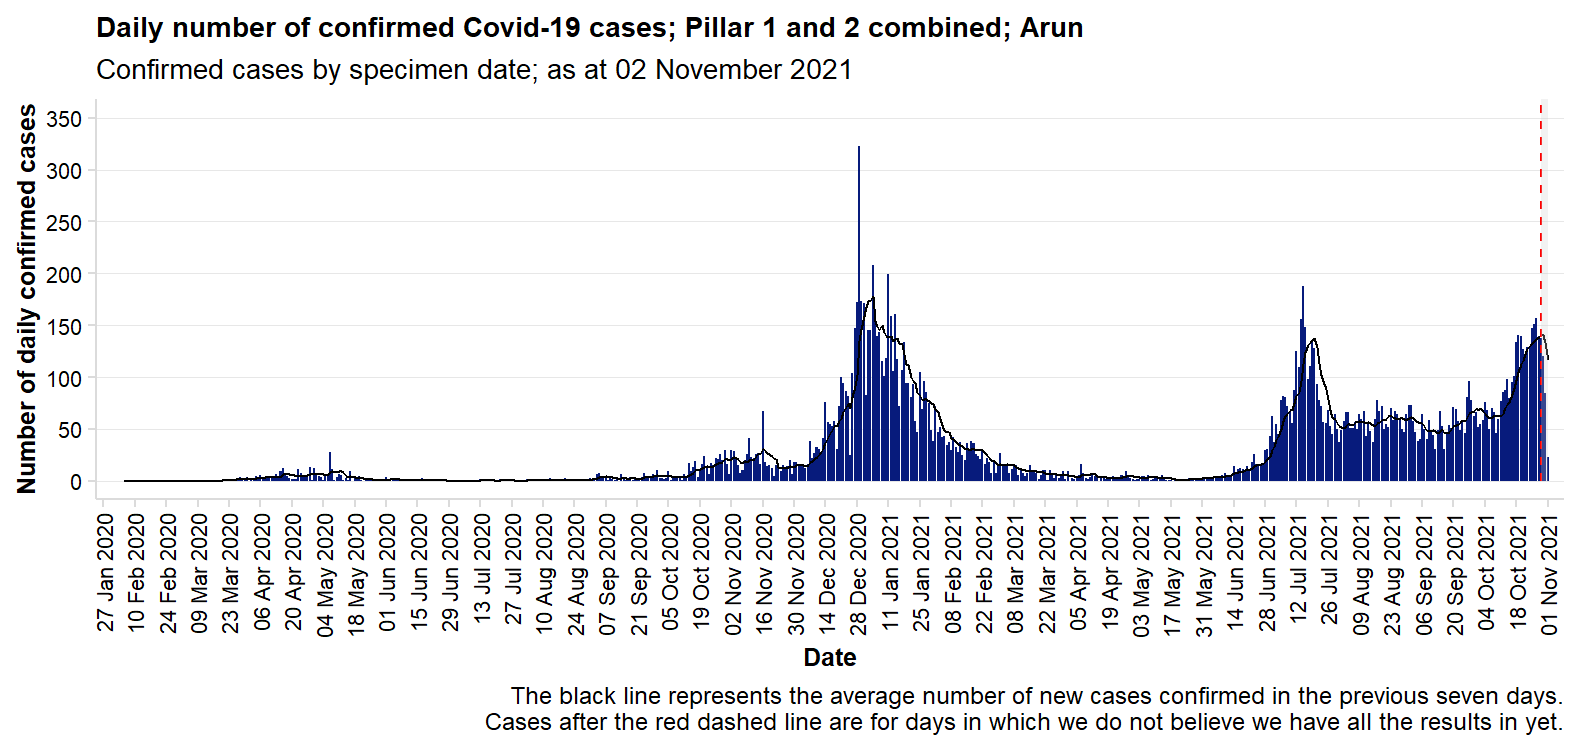 Daily number of confirmed Covid-19 cases; Pillar 1 and 2 combined; Arun
Confirmed cases by specimen date; as at 02 November 2021
Number of daily confirmed cases
350
300
250
200
150
100
50
0
27 Jan 2020
10 Feb 2020
24 Feb 2020
09 Mar 2020
23 Mar 2020
06 Apr 2020
20 Apr 2020
04 May 2020
18 May 2020
01 Jun 2020
15 Jun 2020
29 Jun 2020
13 Jul 2020
27 Jul 2020
10 Aug 2020
24 Aug 2020
07 Sep 2020
21 Sep 2020
05 Oct 2020
19 Oct 2020
02 Nov 2020
16 Nov 2020
30 Nov 2020
14 Dec 2020
28 Dec 2020
11 Jan 2021
25 Jan 2021
08 Feb 2021
22 Feb 2021
08 Mar 2021
22 Mar 2021
05 Apr 2021
19 Apr 2021
03 May 2021
17 May 2021
31 May 2021
14 Jun 2021
28 Jun 2021
12 Jul 2021
26 Jul 2021
09 Aug 2021
23 Aug 2021
06 Sep 2021
20 Sep 2021
04 Oct 2021
18 Oct 2021
01 Nov 2021
Date
The black line represents the average number of new cases confirmed in the previous seven days.
Cases after the red dashed line are for days in which we do not believe we have all the results in yet.